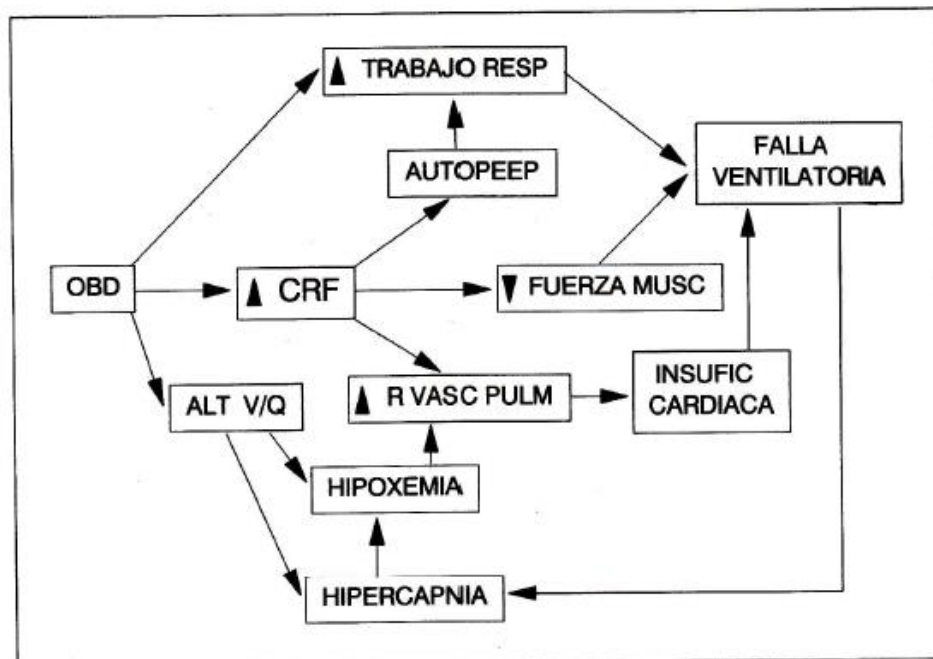 ▲ TRABAJO RESP
AUTOPEEP
FALLA
VENTILATORIA
OBD
▲ CRF
▼ FUERZA MUSC
ALT V/Q
▲ R VASC PULM
INSUFIC
CARDIACA
HIPOXEMIA
HIPERCAPNIA